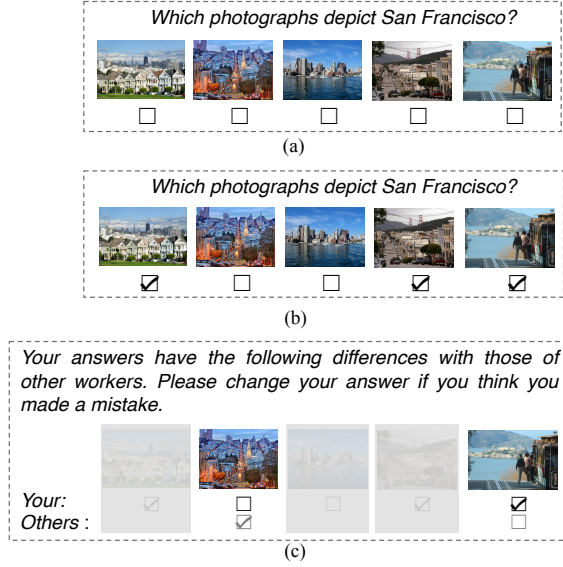 Which photographs depict San Francisco?
(a)
Which photographs depict San Francisco?
(b)
Your answers have the following differences with those of
other workers. Please change your answer if you think you
made a mistake.
Your:
Others :
(c)